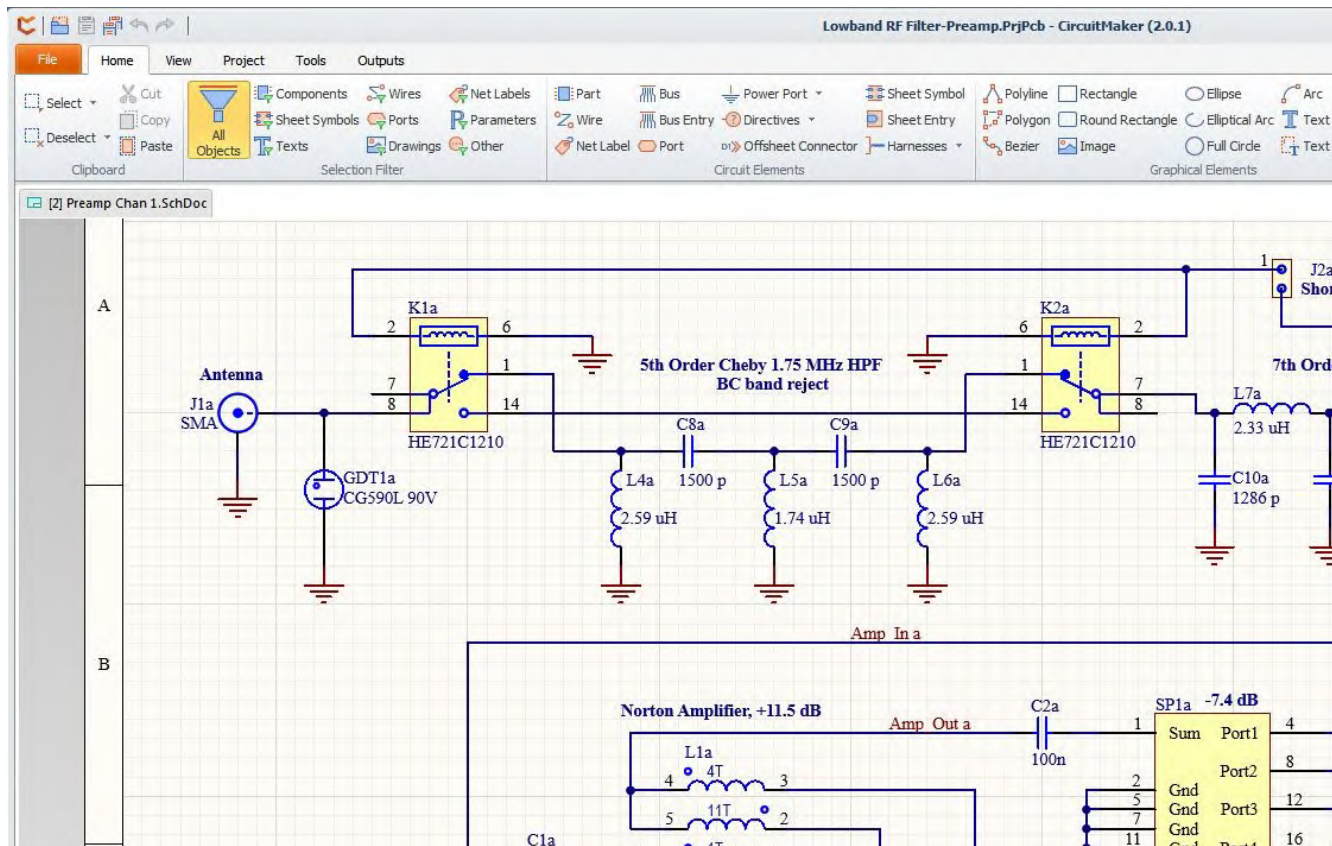 Lowband RF Filter-Preamp.PrjPcb - CircuitMaker (2.0.1)
File Home View Project Tools Outputs
Select Cut All Objects Components Wires Net Labels Part Bus Power Port Sheet Symbol Polyline Rectangle Ellipse Arc
Deselect Copy Sheet Symbols Ports Parameters Wire Bus Entry Directives Sheet Entry Polygon Round Rectangle Elliptical Arc Text
Paste Texts Drawings Other Net Label Port Offsheet Connector Harnesses Bezier Image Full Circle Text
Clipboard Selection Filter Circuit Elements Graphical Elements
[2] Preamp Chan 1.SchDoc
A
K1a
2 6
1
7
8 14
HE721C1210
Antenna
J1a
SMA
GDT1a
CG590L 90V
5th Order Cheby 1.75 MHz HPF
BC band reject
C8a
1500 p
C9a
1500 p
L4a
2.59 uH
L5a
1.74 uH
L6a
2.59 uH
K2a
6 2
1 7
14 8
HE721C1210
1 J2a
7th
L7a
2.33 uH
C10a
1286 p
B
Amp In a
Norton Amplifier, +11.5 dB
Amp Out a
C2a
100n
SP1a -7.4 dB
1 Sum Port1 4
Port2 8
2 Gnd
5 Gnd Port3 12
7 Gnd
11 16
L1a
4T
4 3
11T
5 2
C1a